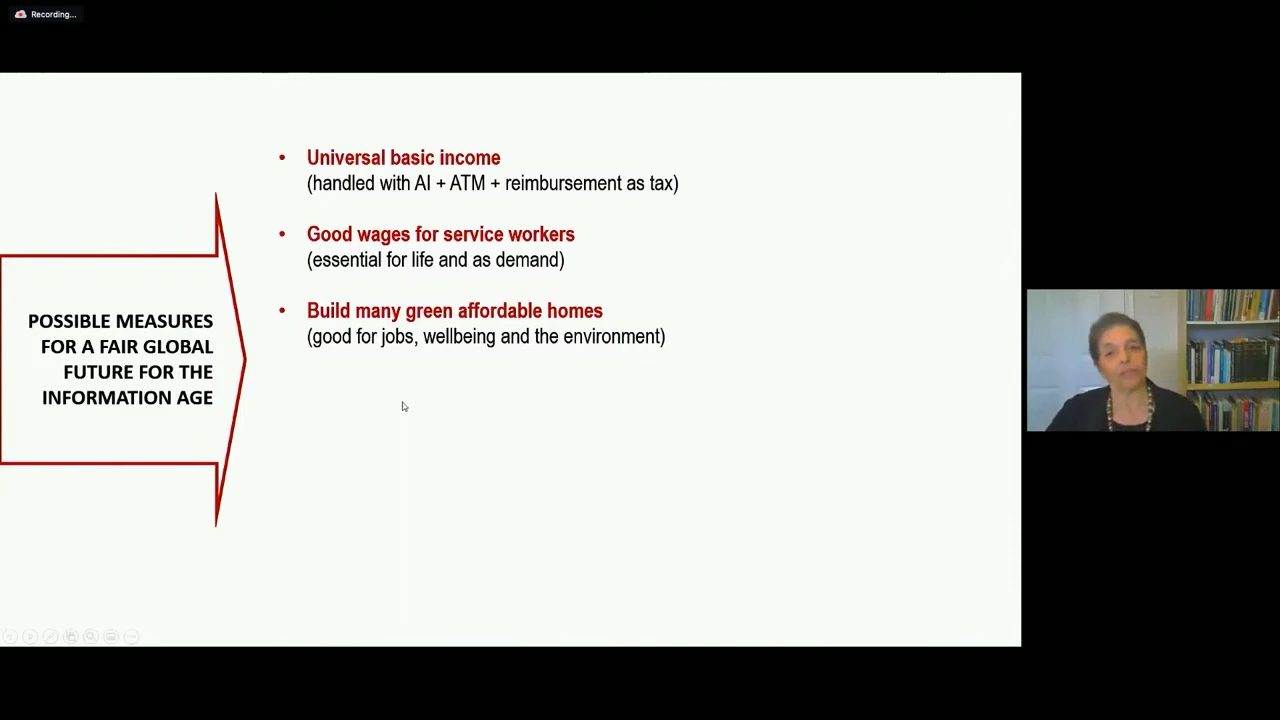 Recording...
• Universal basic income
(handled with AI + ATM + reimbursement as tax)
• Good wages for service workers
(essential for life and as demand)
• Build many green affordable homes
(good for jobs, wellbeing and the environment)
POSSIBLE MEASURES
FOR A FAIR GLOBAL
FUTURE FOR THE
INFORMATION AGE